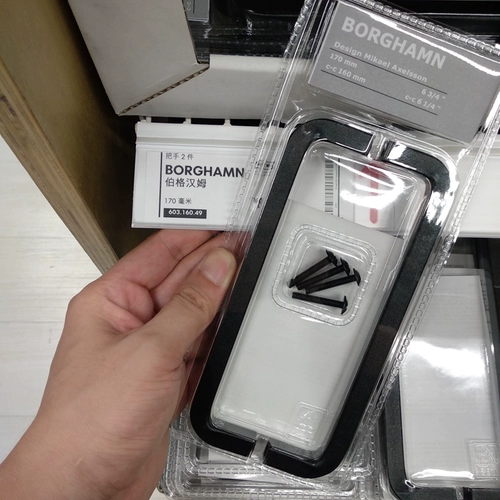 BORGHAMN
Design Mikael Axelsson
170 mm
6 3/4 "
c-c 160 mm
c-c 6 1/4 "
把手 2 件
BORGHAMN
伯格汉姆
170 毫米
603.160.49